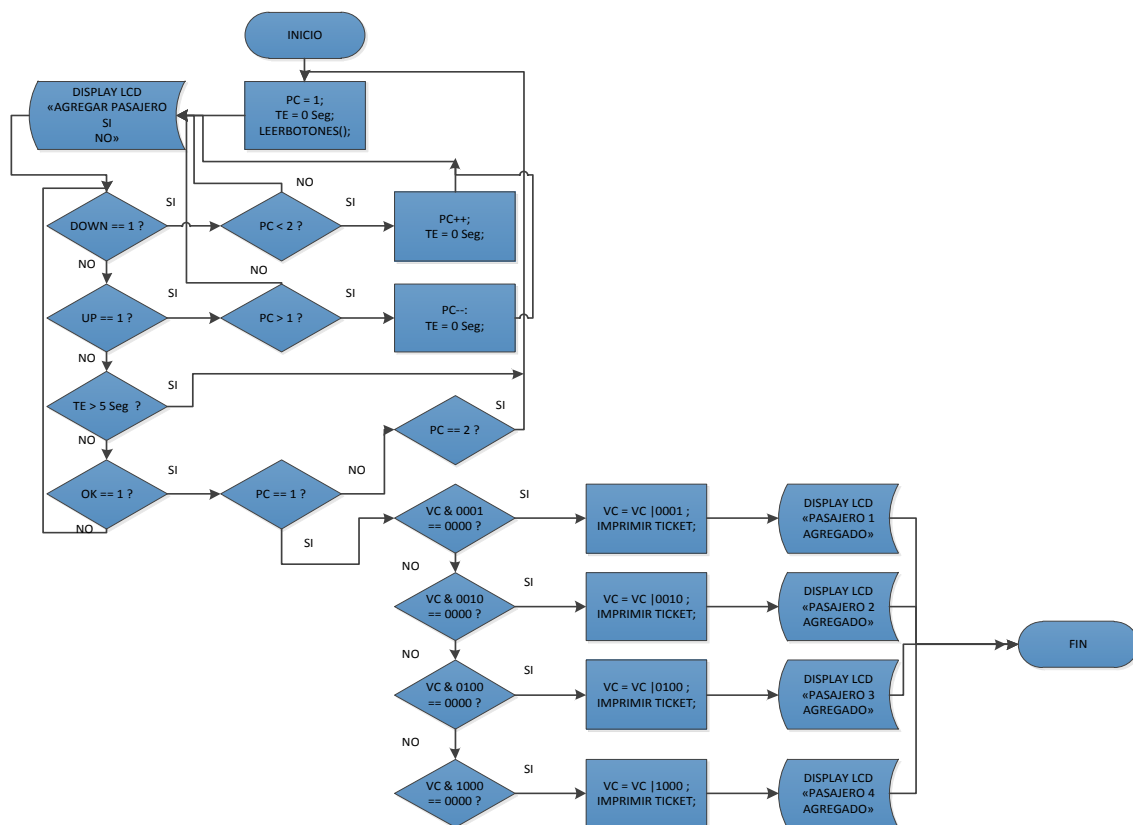 INICIO
DISPLAY LCD
«AGREGAR PASAJERO
SI
NO»
PC = 1;
TE = 0 Seg;
LEERBOTONES();
DOWN == 1 ?
SI
NO
PC < 2 ?
NO
SI
PC++;
TE = 0 Seg;
UP == 1 ?
SI
NO
PC > 1 ?
NO
SI
PC--:
TE = 0 Seg;
TE > 5 Seg ?
SI
NO
PC == 2 ?
SI
OK == 1 ?
SI
NO
PC == 1 ?
NO
SI
VC & 0001
== 0000 ?
SI
NO
VC = VC |0001 ;
IMPRIMIR TICKET;
DISPLAY LCD
«PASAJERO 1
AGREGADO»
VC & 0010
== 0000 ?
SI
NO
VC = VC |0010 ;
IMPRIMIR TICKET;
DISPLAY LCD
«PASAJERO 2
AGREGADO»
FIN
VC & 0100
== 0000 ?
SI
NO
VC = VC |0100 ;
IMPRIMIR TICKET;
DISPLAY LCD
«PASAJERO 3
AGREGADO»
VC & 1000
== 0000 ?
SI
VC = VC |1000 ;
IMPRIMIR TICKET;
DISPLAY LCD
«PASAJERO 4
AGREGADO»